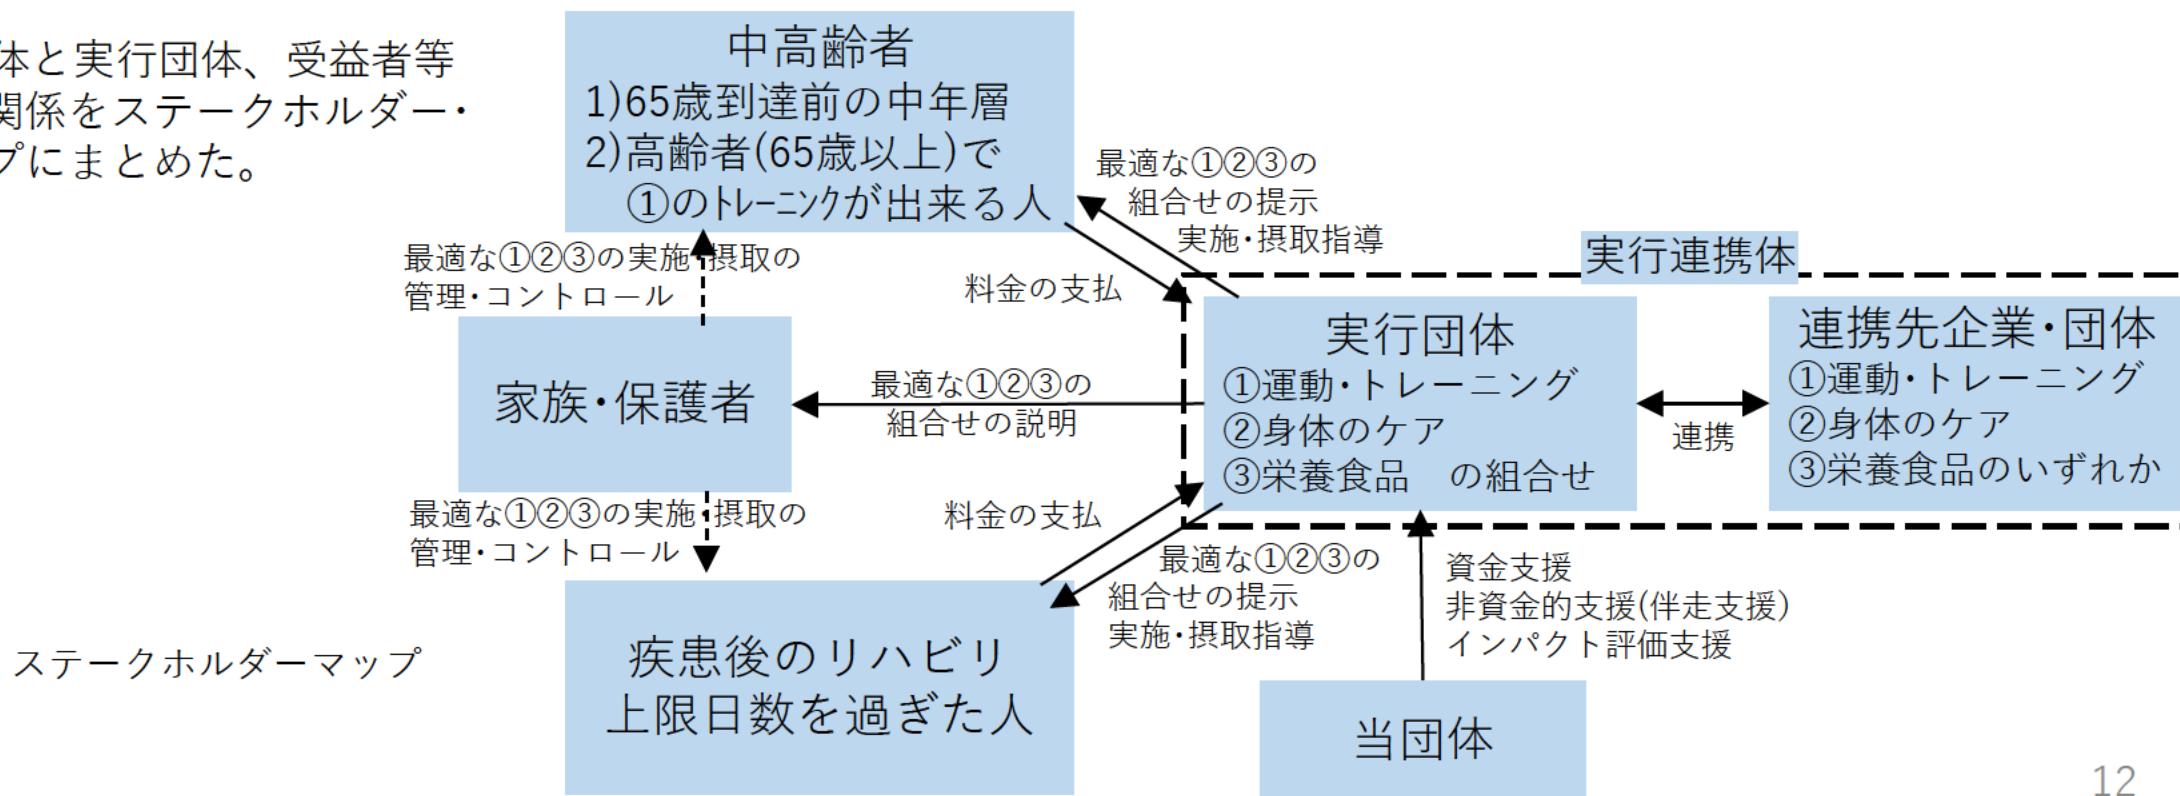 体と実行団体、受益者等
関係をステークホルダー・
プにまとめた。
中高齢者
1)65歳到達前の中年層
2)高齢者(65歳以上)で
①のﾄﾚｰﾆﾝｸが出来る人
最適な①②③の
組合せの提示
実施・摂取指導
最適な①②③の実施・摂取の
管理・コントロール
料金の支払
実行連携体
家族・保護者
最適な①②③の
組合せの説明
実行団体
①運動・トレーニング
②身体のケア
③栄養食品　の組合せ
連携
連携先企業・団体
①運動・トレーニング
②身体のケア
③栄養食品のいずれか
最適な①②③の実施・摂取の
管理・コントロール
料金の支払
最適な①②③の
組合せの提示
実施・摂取指導
資金支援
非資金的支援(伴走支援)
インパクト評価支援
ステークホルダーマップ
疾患後のリハビリ
上限日数を過ぎた人
当団体
12